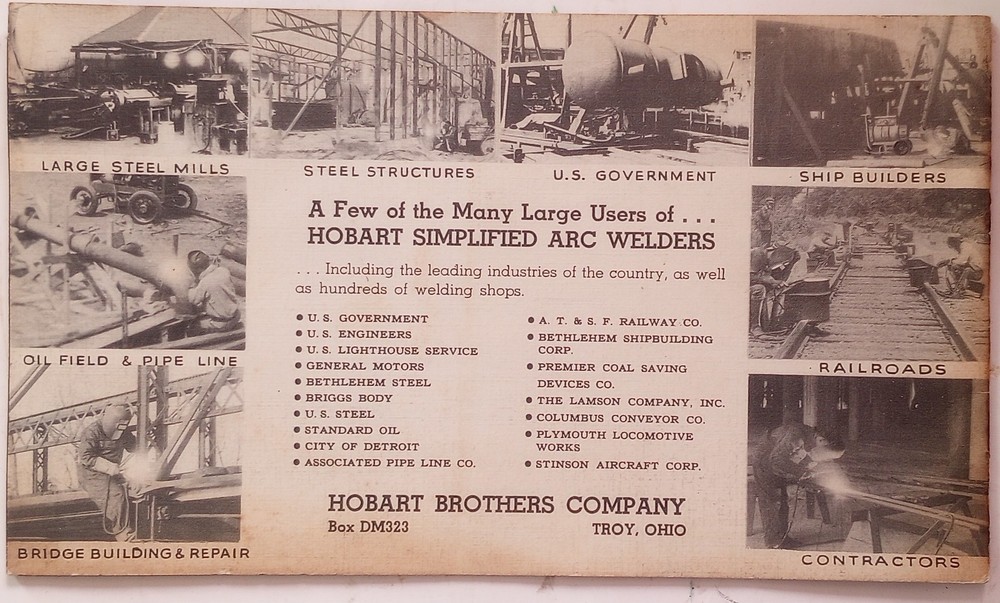 LARGE STEEL MILLS
STEEL STRUCTURES
U.S. GOVERNMENT
SHIP BUILDERS
A Few of the Many Large Users of . . .
HOBART SIMPLIFIED ARC WELDERS
. . . Including the leading industries of the country, as well
as hundreds of welding shops.
• U. S. GOVERNMENT
• U. S. ENGINEERS
• U. S. LIGHTHOUSE SERVICE
• GENERAL MOTORS
• BETHLEHEM STEEL
• BRIGGS BODY
• U. S. STEEL
• STANDARD OIL
• CITY OF DETROIT
• ASSOCIATED PIPE LINE CO.
• A. T. & S. F. RAILWAY CO.
• BETHLEHEM SHIPBUILDING
CORP.
• PREMIER COAL SAVING
DEVICES CO.
• THE LAMSON COMPANY, INC.
• COLUMBUS CONVEYOR CO.
• PLYMOUTH LOCOMOTIVE
WORKS
• STINSON AIRCRAFT CORP.
OIL FIELD & PIPE LINE
RAILROADS
HOBART BROTHERS COMPANY
Box DM323
TROY, OHIO
BRIDGE BUILDING & REPAIR
CONTRACTORS